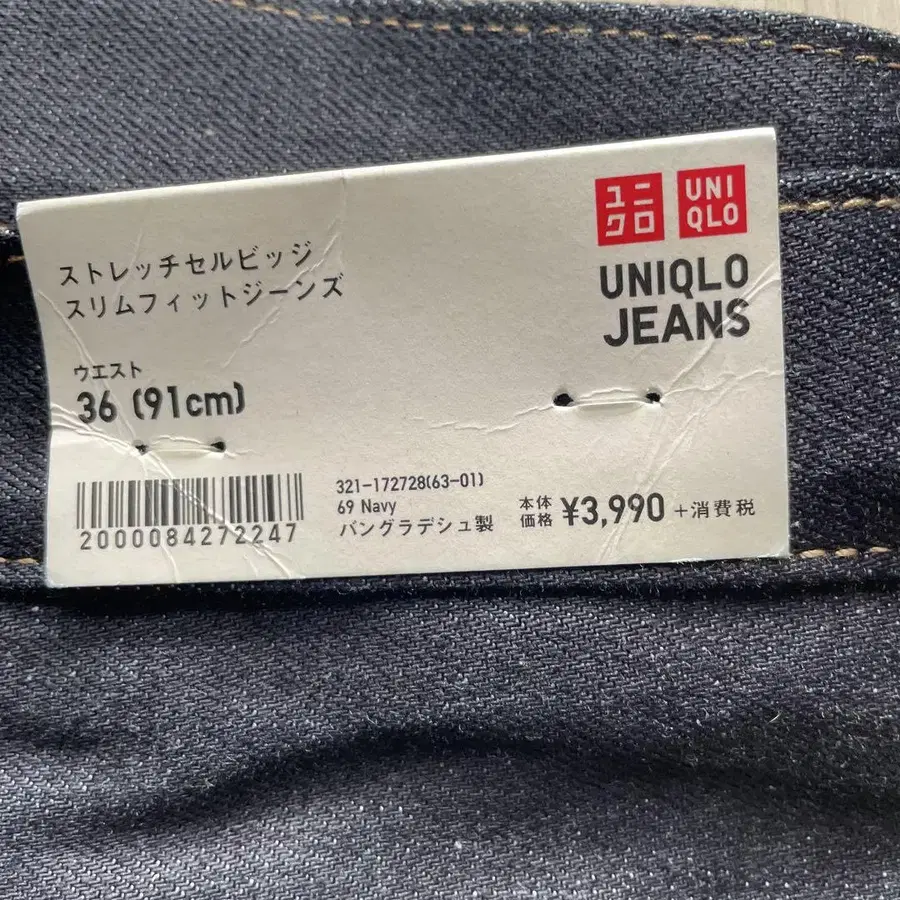 ユニ
クロ
UNI
QLO
UNIQLO
JEANS
ストレッチセルビッジ
スリムフィットジーンズ
ウエスト
36 (91cm)
2000084272247
321-172728(63-01)
69 Navy
バングラデシュ製
本体
価格 ¥3,990 +消費税